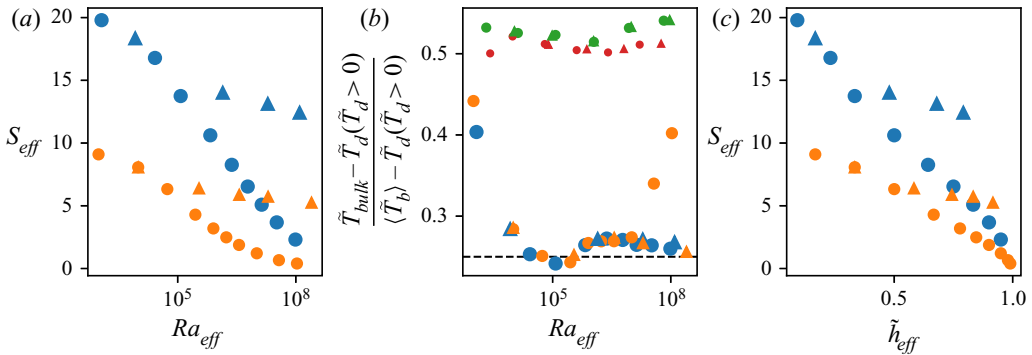 (a)
20
15
10
5
0
S_eff
10^5
10^8
Ra_eff
(b)
T̃_bulk − T̃_d(T̃_d > 0)
⟨T̃_b⟩ − T̃_d(T̃_d > 0)
0.5
0.4
0.3
10^5
10^8
Ra_eff
(c)
20
15
10
5
0
S_eff
0.5
1.0
h̃_eff